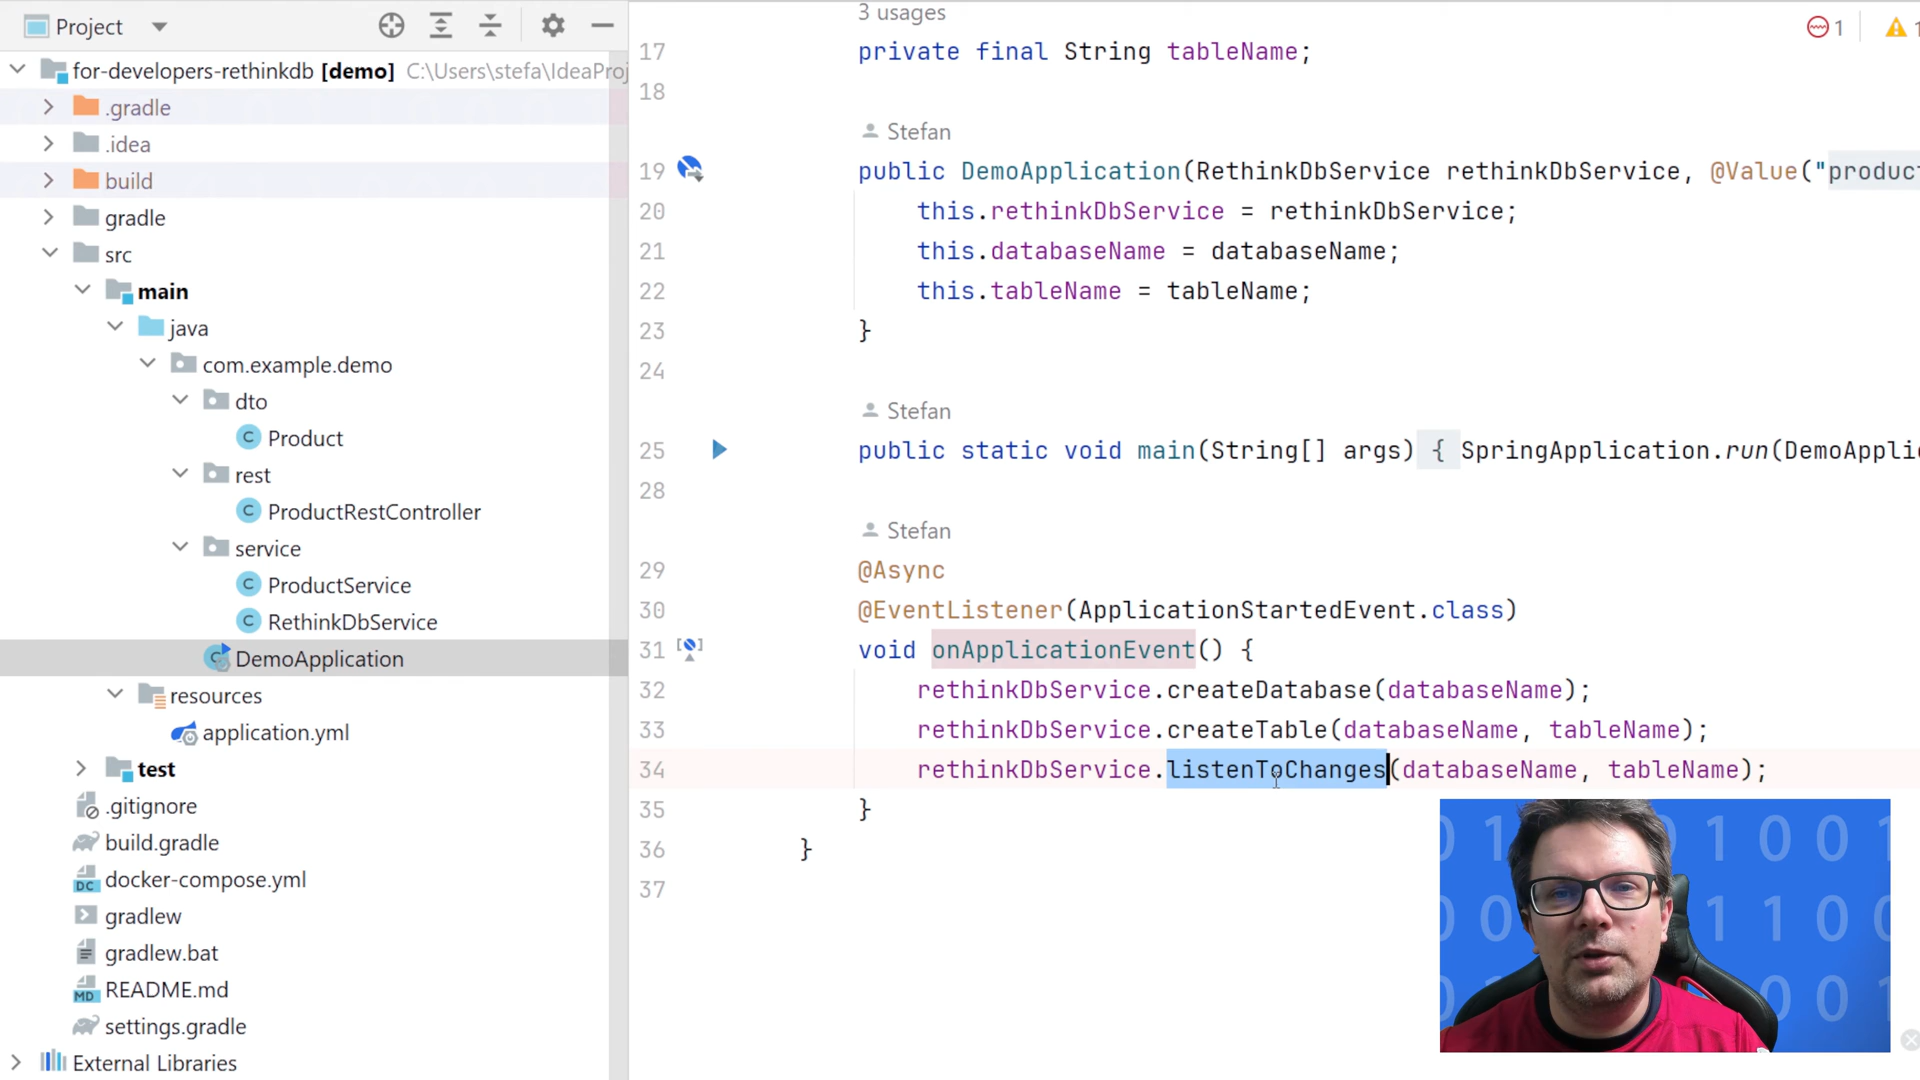 Project
for-developers-rethinkdb [demo] C:\Users\stefa\IdeaProj
.gradle
.idea
build
gradle
src
main
java
com.example.demo
dto
Product
rest
ProductRestController
service
ProductService
RethinkDbService
DemoApplication
resources
application.yml
test
.gitignore
build.gradle
DC docker-compose.yml
gradlew
gradlew.bat
MD README.md
settings.gradle
External Libraries
3 usages
1
1
17 private final String tableName;
18
Stefan
19 public DemoApplication(RethinkDbService rethinkDbService, @Value("product
20 this.rethinkDbService = rethinkDbService;
21 this.databaseName = databaseName;
22 this.tableName = tableName;
23 }
24
Stefan
25 public static void main(String[] args) { SpringApplication.run(DemoApplic
28
Stefan
29 @Async
30 @EventListener(ApplicationStartedEvent.class)
31 void onApplicationEvent() {
32 rethinkDbService.createDatabase(databaseName);
33 rethinkDbService.createTable(databaseName, tableName);
34 rethinkDbService.listenToChanges(databaseName, tableName);
35 }
36 }
37